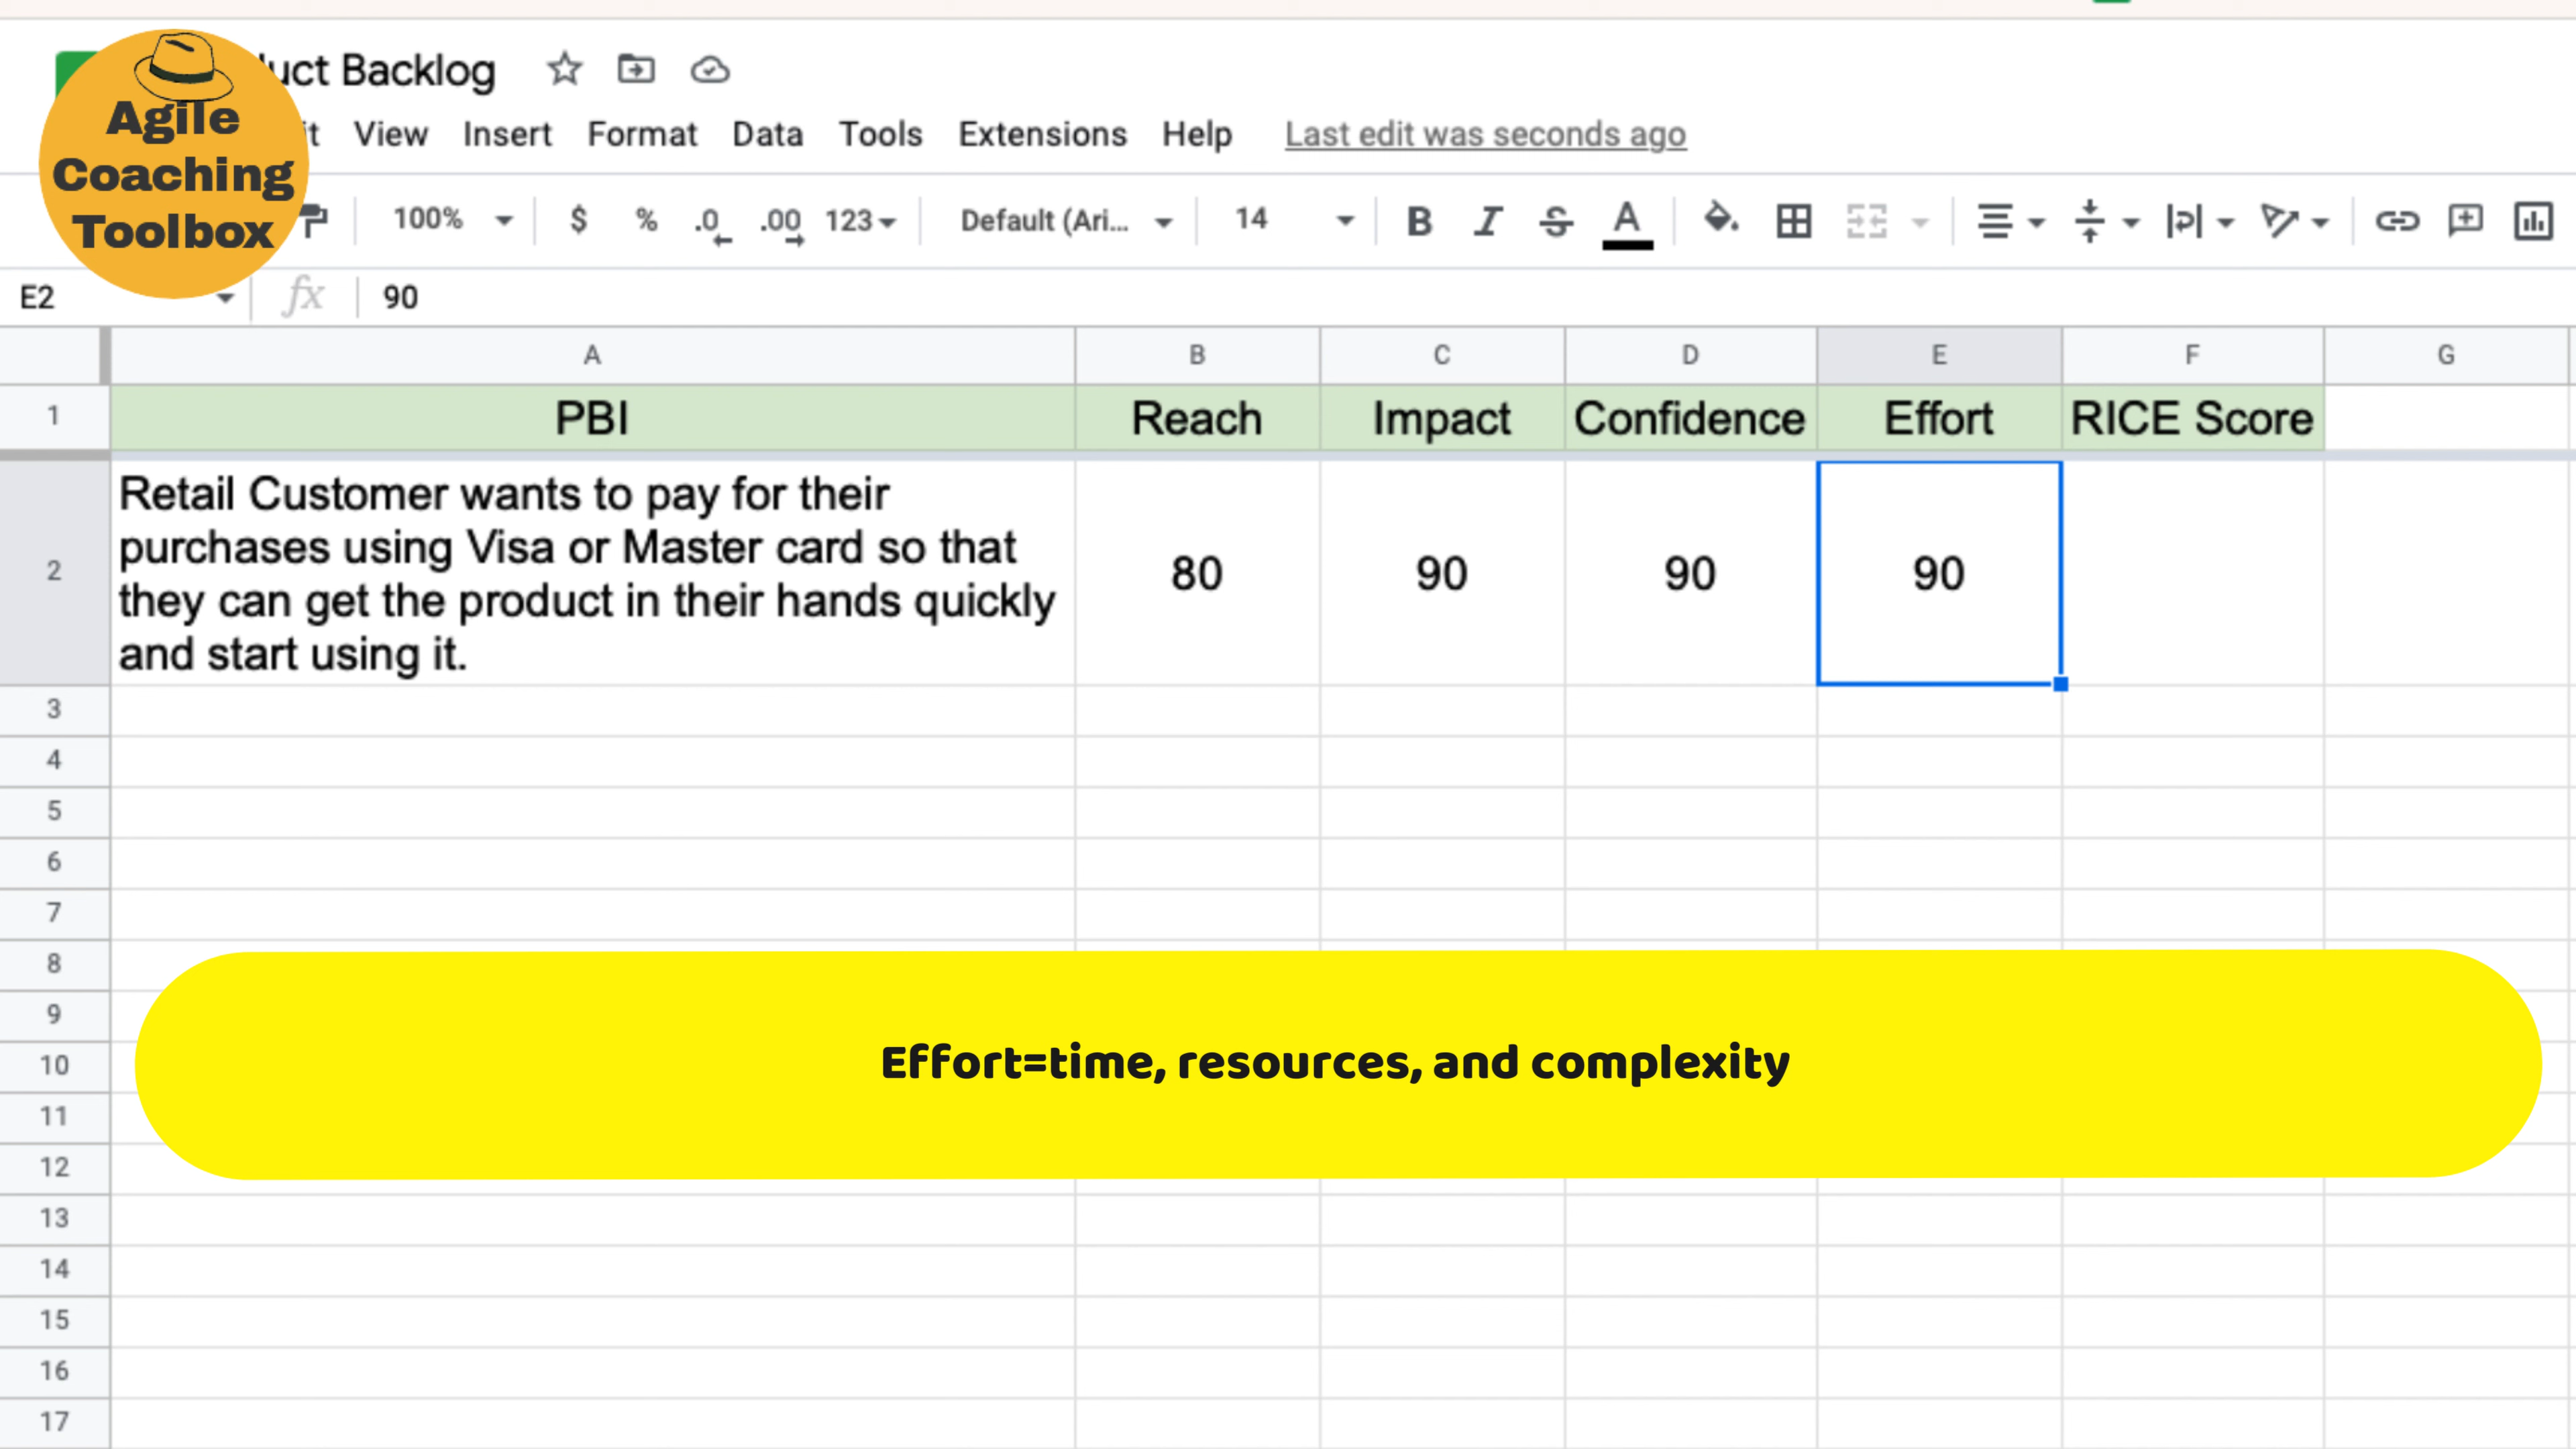 uct Backlog
Agile
Coaching
Toolbox
it View Insert Format Data Tools Extensions Help Last edit was seconds ago
100% $ % .0 .00 123 Default (Ari... 14 B I S A
E2 fx 90
A B C D E F G
1 PBI Reach Impact Confidence Effort RICE Score
Retail Customer wants to pay for their
purchases using Visa or Master card so that
2 80 90 90 90
they can get the product in their hands quickly
and start using it.
3
4
5
6
7
8
9
Effort=time, resources, and complexity
10
11
12
13
14
15
16
17